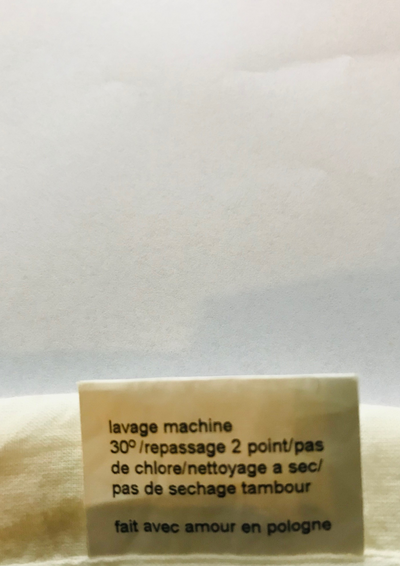 lavage machine
30º/repassage 2 point/pas
de chlore/nettoyage a sec/
pas de sechage tambour
fait avec amour en pologne